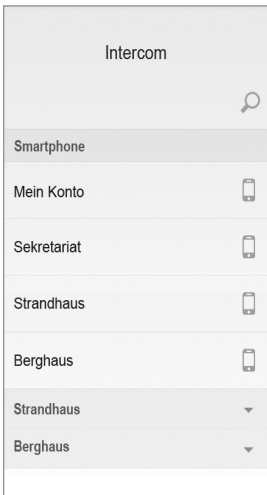 Intercom
Smartphone
Mein Konto
Sekretariat
Strandhaus
Berghaus
Strandhaus
Berghaus